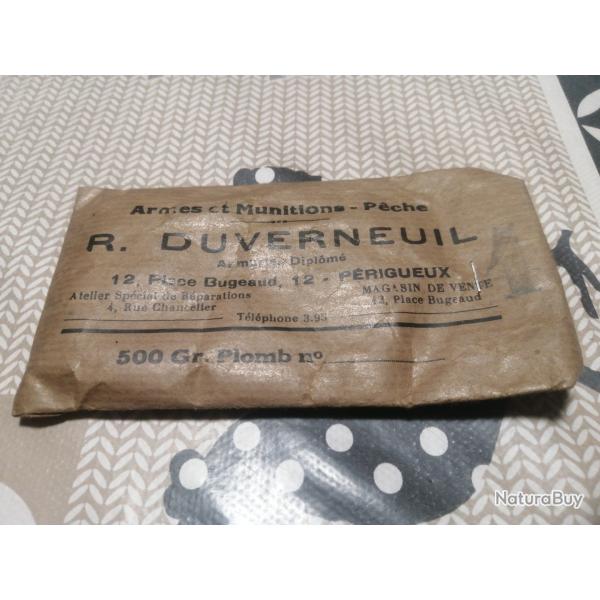 Armes et Munitions - Pêche
R. DUVERNEUIL
Armurier Diplômé
12, Place Bugeaud, 12 - PÉRIGUEUX
Atelier Spécial de Réparations
4, Rue Chancelier
MAGASIN DE VENTE
12, Place Bugeaud
Téléphone 3.95
500 Gr. Plomb no
NaturaBuy